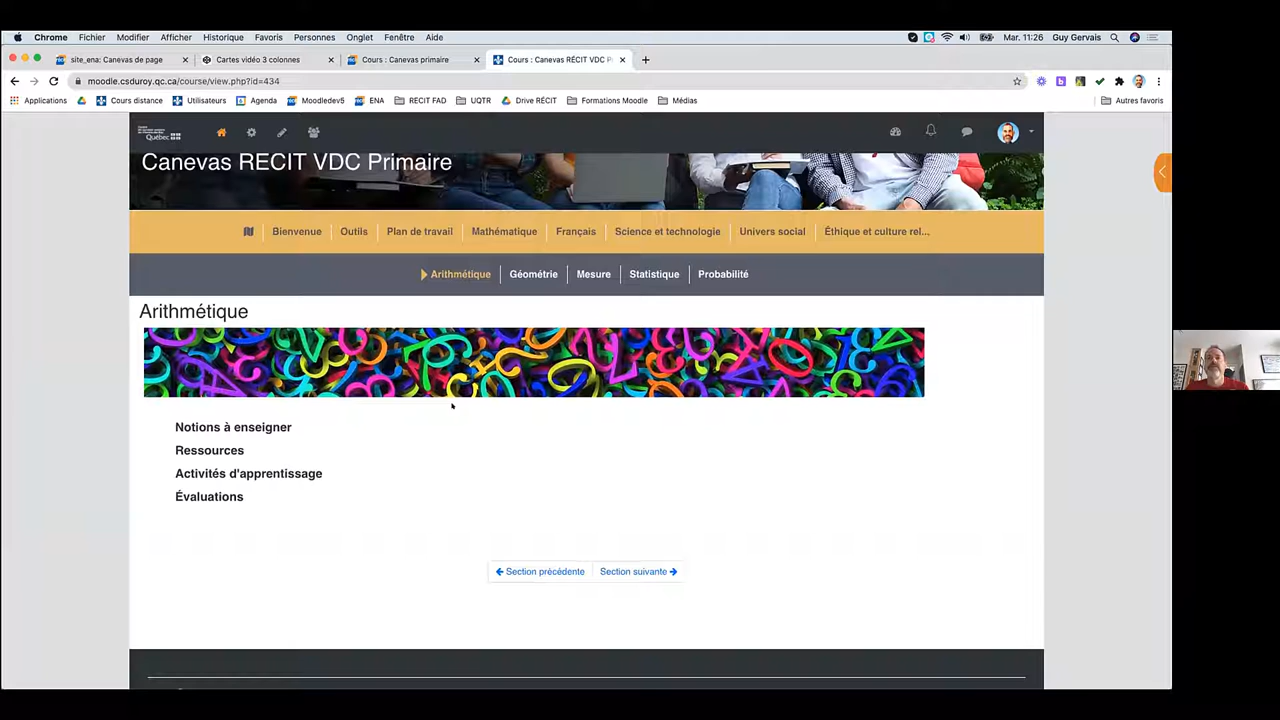 Chrome Fichier Modifier Afficher Historique Favoris Personnes Onglet Fenêtre Aide Mar. 11:26 Guy Gervais
site_ena: Canevas de page Cartes vidéo 3 colonnes Cours : Canevas primaire Cours : Canevas RÉCIT VDC P
moodle.csduroy.qc.ca/course/view.php?id=434
Applications Cours distance Utilisateurs Agenda Moodledev5 ENA RECIT FAD UQTR Drive RÉCIT Formations Moodle Médias Autres favoris
Québec
Canevas RECIT VDC Primaire
Bienvenue Outils Plan de travail Mathématique Français Science et technologie Univers social Éthique et culture rel...
Arithmétique Géométrie Mesure Statistique Probabilité
Arithmétique
Notions à enseigner
Ressources
Activités d'apprentissage
Évaluations
Section précédente Section suivante